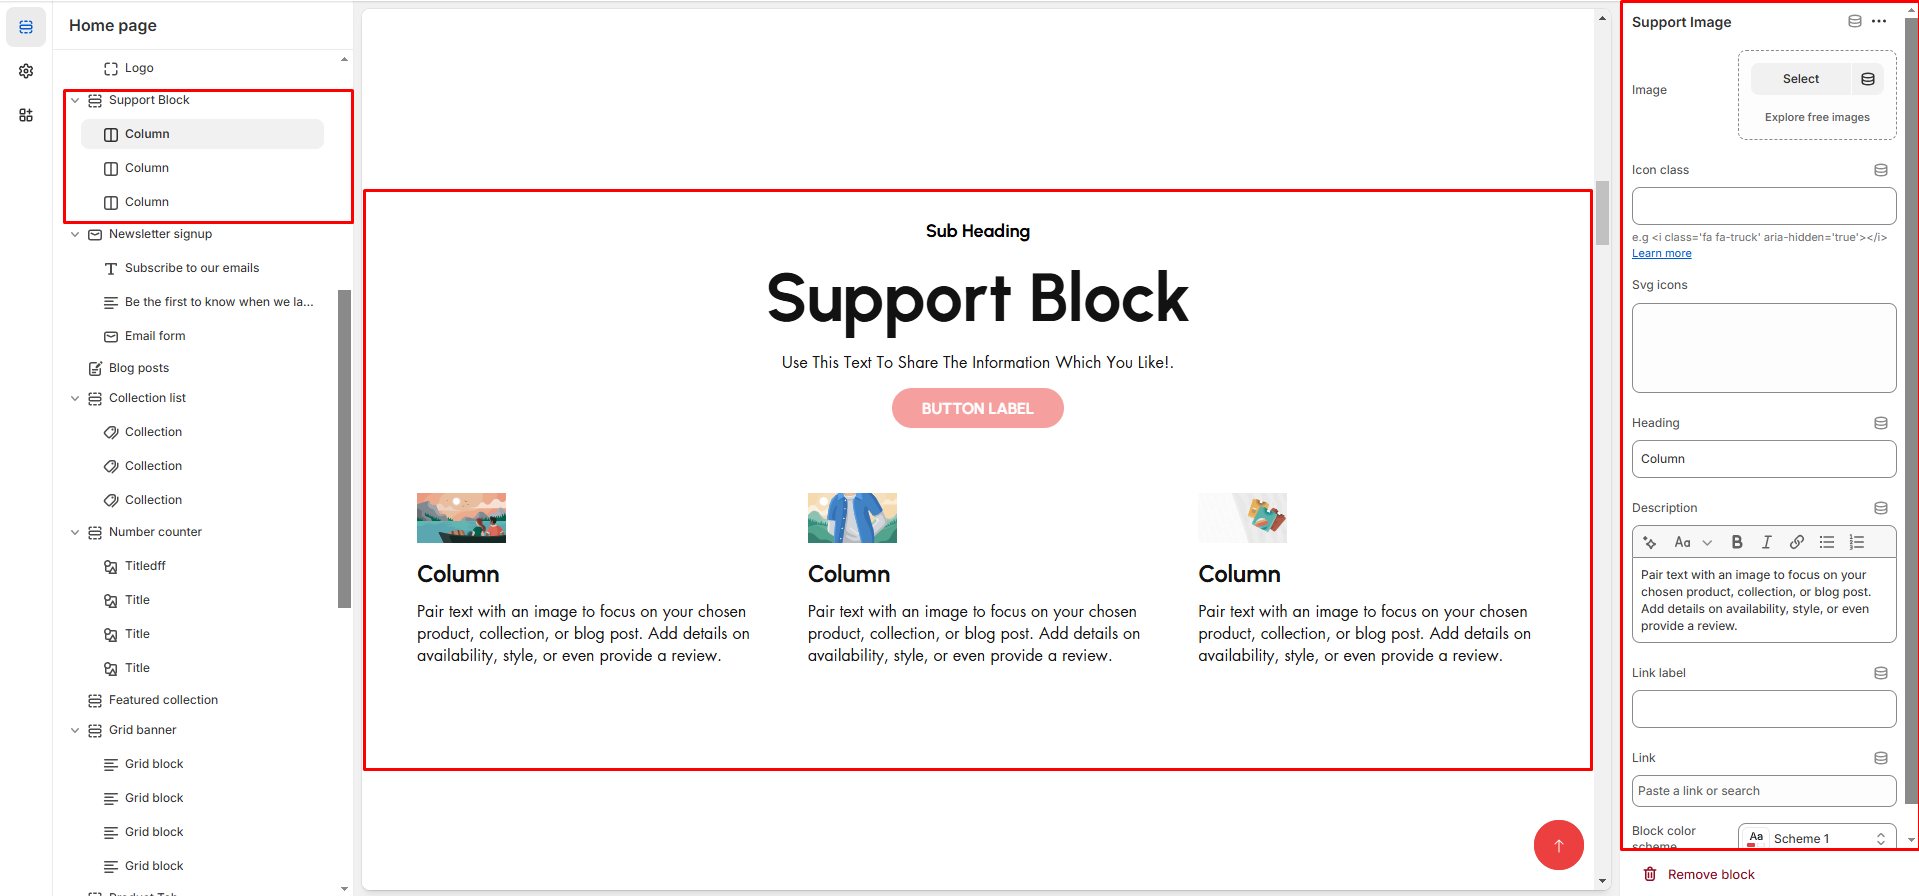 Home page
Logo
Support Block
Column
Column
Column
Newsletter signup
Subscribe to our emails
Be the first to know when we la...
Email form
Blog posts
Collection list
Collection
Collection
Collection
Number counter
Titledff
Title
Title
Title
Featured collection
Grid banner
Grid block
Grid block
Grid block
Grid block
Sub Heading
Support Block
Use This Text To Share The Information Which You Like!.
BUTTON LABEL
Column
Pair text with an image to focus on your chosen
product, collection, or blog post. Add details on
availability, style, or even provide a review.
Column
Pair text with an image to focus on your chosen
product, collection, or blog post. Add details on
availability, style, or even provide a review.
Column
Pair text with an image to focus on your chosen
product, collection, or blog post. Add details on
availability, style, or even provide a review.
Support Image
Image
Select
Explore free images
Icon class
e.g <i class='fa fa-truck' aria-hidden='true'></i>
Learn more
Svg icons
Heading
Column
Description
Aa
B I
Pair text with an image to focus on your
chosen product, collection, or blog post.
Add details on availability, style, or even
provide a review.
Link label
Link
Paste a link or search
Block color
scheme
Aa
Scheme 1
Remove block